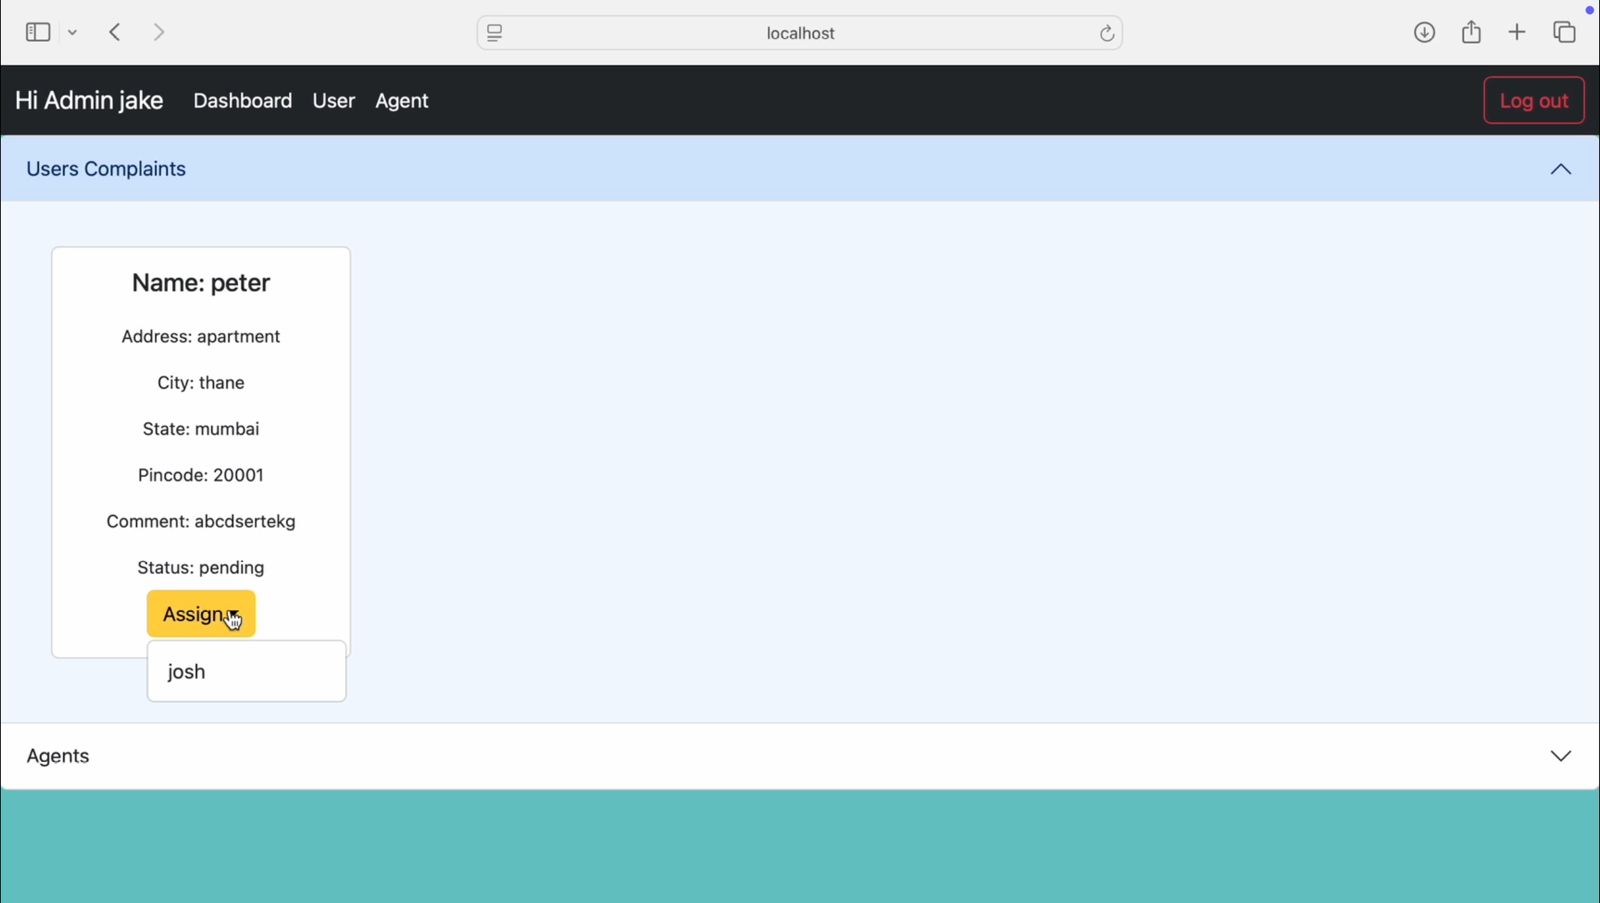 localhost
Hi Admin jake Dashboard User Agent Log out
Users Complaints
Name: peter
Address: apartment
City: thane
State: mumbai
Pincode: 20001
Comment: abcdsertekg
Status: pending
Assign
josh
Agents